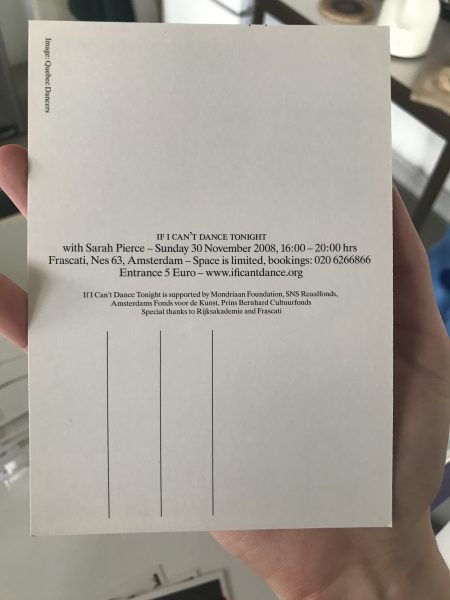 Image: Quebec Dancers
IF I CAN'T DANCE TONIGHT
with Sarah Pierce – Sunday 30 November 2008, 16:00 – 20:00 hrs
Frascati, Nes 63, Amsterdam – Space is limited, bookings: 020 6266866
Entrance 5 Euro – www.ificantdance.org
If I Can't Dance Tonight is supported by Mondriaan Foundation, SNS Reaalfonds,
Amsterdams Fonds voor de Kunst, Prins Bernhard Cultuurfonds
Special thanks to Rijksakademie and Frascati